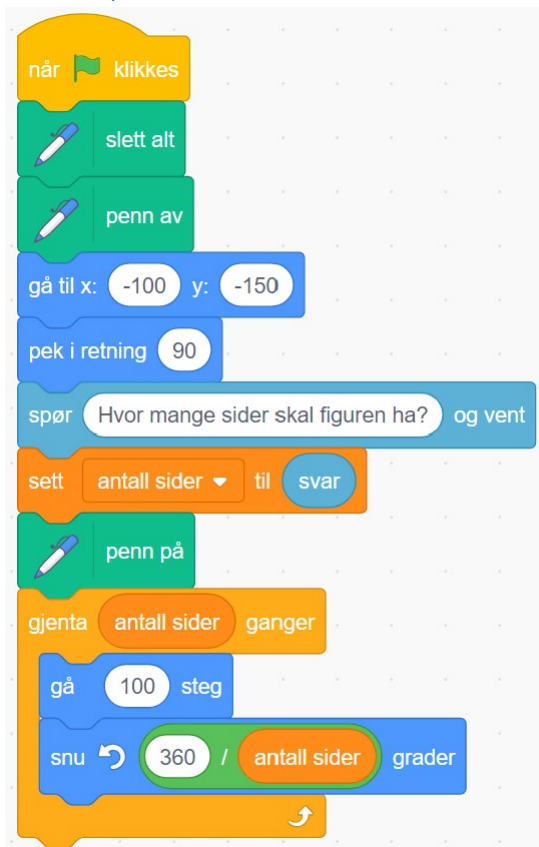 når klikkes
slett alt
penn av
gå til x: -100 y: -150
pek i retning 90
spør Hvor mange sider skal figuren ha? og vent
sett antall sider til svar
penn på
gjenta antall sider ganger
gå 100 steg
snu 360 / antall sider grader